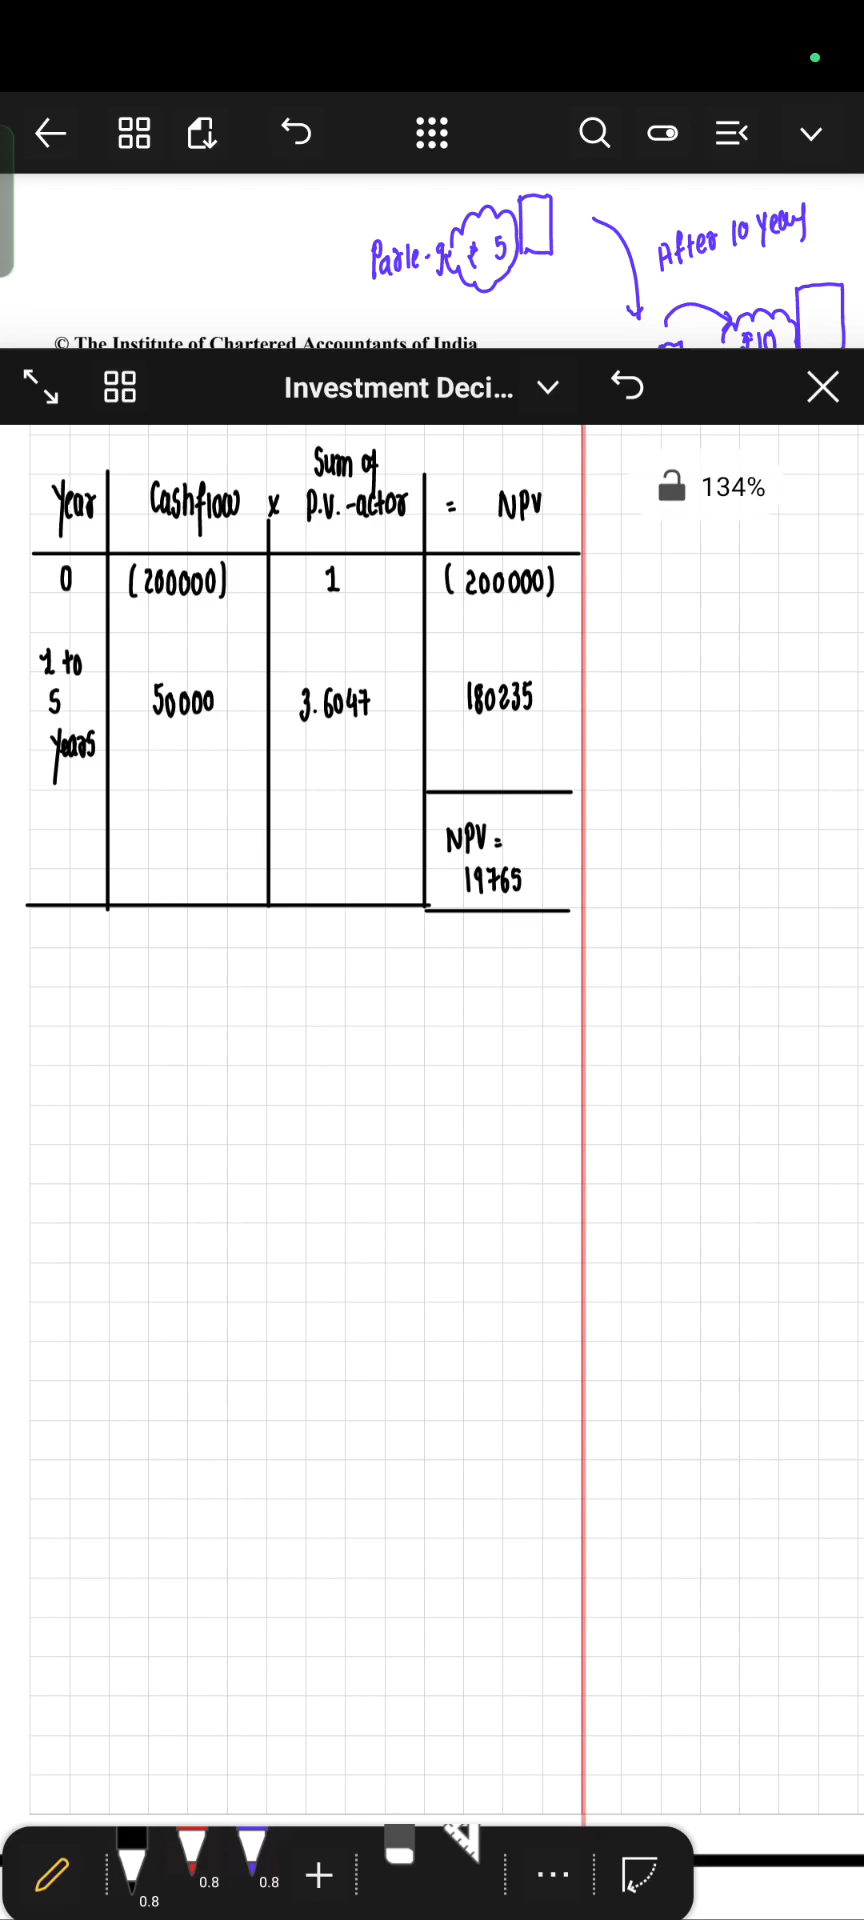 Parle-g ₹ 5
After 10 years
₹10
© The Institute of Chartered Accountants of India
Investment Deci...
134%
Year Cashflow x Sum of P.V.-actor = NPV
0 (200000) 1 (200000)
1 to 5 years 50000 3.6047 180235
NPV =
19765
0.8 0.8 0.8